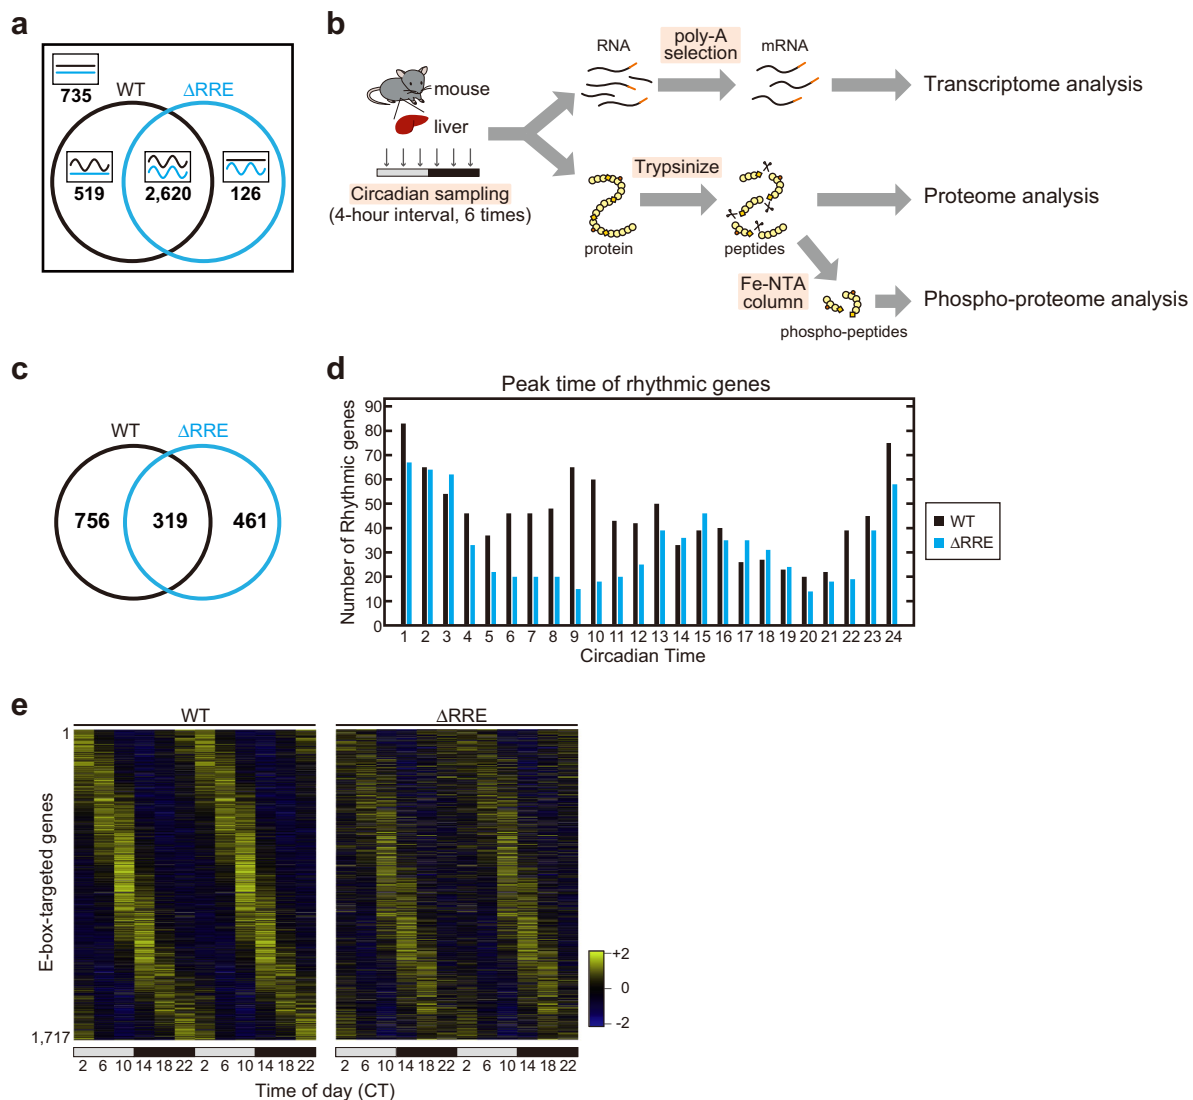 a
735
WT
ΔRRE
519
2,620
126
b
mouse
liver
Circadian sampling
(4-hour interval, 6 times)
RNA
poly-A
selection
mRNA
Transcriptome analysis
Trypsinize
protein
peptides
Proteome analysis
Fe-NTA
column
phospho-peptides
Phospho-proteome analysis
c
WT
ΔRRE
756
319
461
d
Peak time of rhythmic genes
Number of Rhythmic genes
90
80
70
60
50
40
30
20
10
0
1 2 3 4 5 6 7 8 9 10 11 12 13 14 15 16 17 18 19 20 21 22 23 24
Circadian Time
WT
ΔRRE
e
WT
ΔRRE
1
E-box-targeted genes
1,717
+2
0
-2
2 6 10 14 18 22 2 6 10 14 18 22
2 6 10 14 18 22 2 6 10 14 18 22
Time of day (CT)